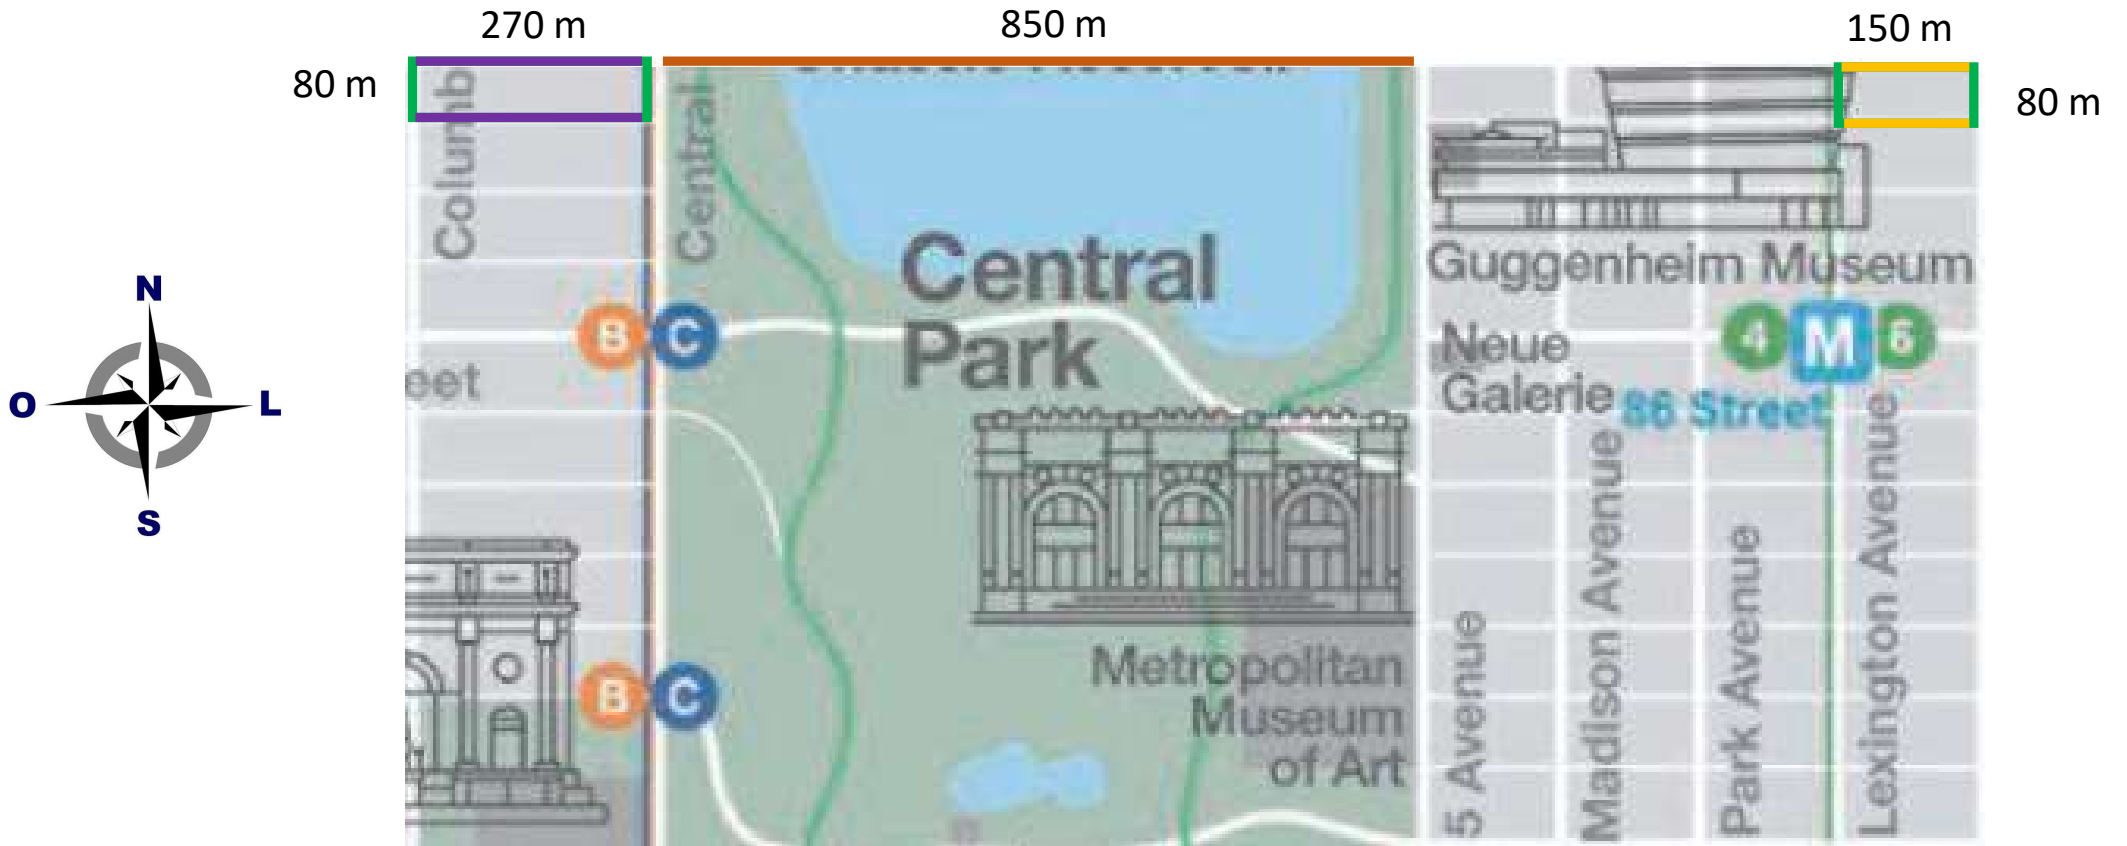 270 m
850 m
150 m
80 m
80 m
Columb
Central
Central
Park
Guggenheim Museum
N
O
L
S
B
C
4
M
6
eet
Neue
Galerie
86 Street
Metropolitan
Museum
of Art
B
C
5 Avenue
Madison Avenue
Park Avenue
Lexington Avenue